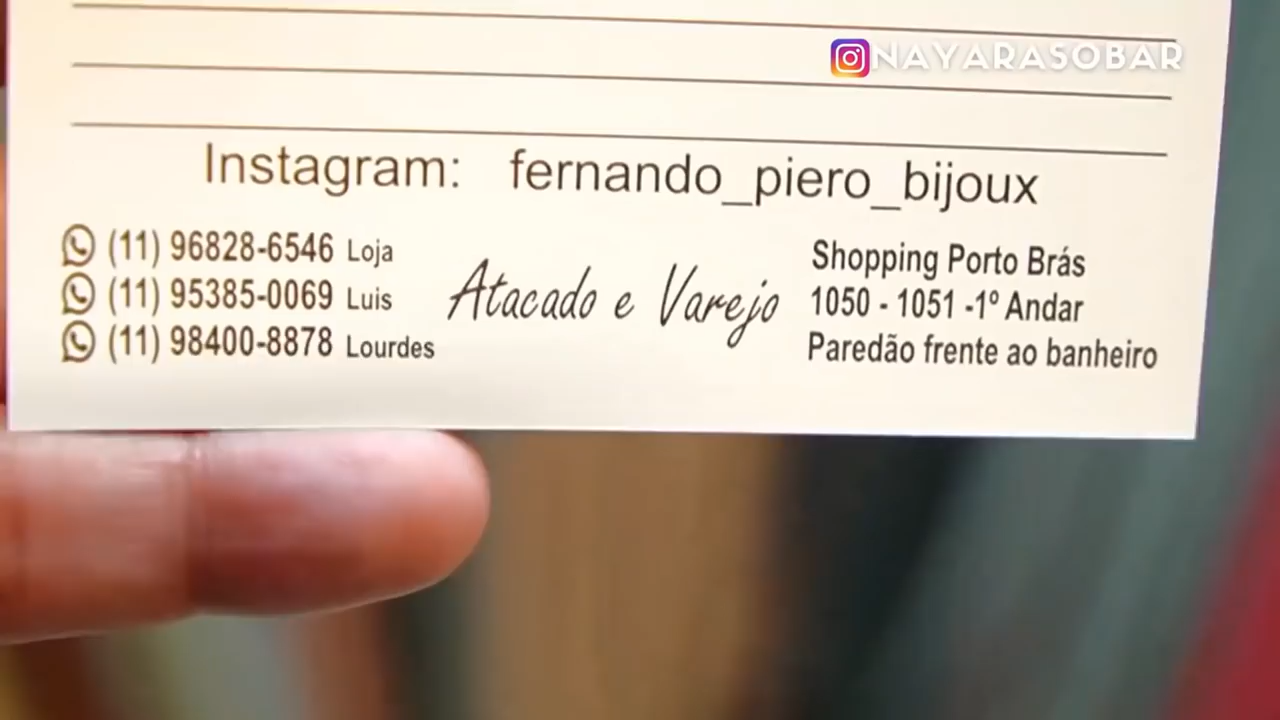 NAYARASOBAR
Instagram: fernando_piero_bijoux
(11) 96828-6546 Loja
(11) 95385-0069 Luis
(11) 98400-8878 Lourdes
Atacado e Varejo
Shopping Porto Brás
1050 - 1051 -1º Andar
Paredão frente ao banheiro